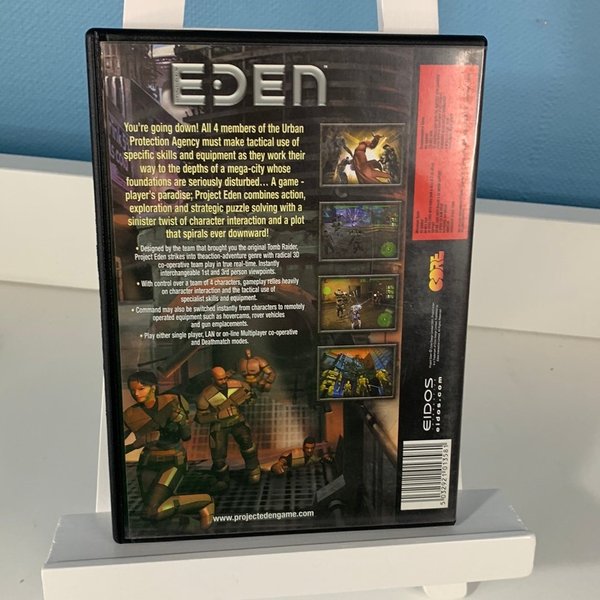 EDEN™
You're going down! All 4 members of the Urban
Protection Agency must make tactical use of
specific skills and equipment as they work their
way to the depths of a mega-city whose
foundations are seriously disturbed... A game -
player's paradise; Project Eden combines action,
exploration and strategic puzzle solving with a
sinister twist of character interaction and a plot
that spirals ever downward!
• Designed by the team that brought you the original Tomb Raider,
Project Eden strikes into theaction-adventure genre with radical 3D
co-operative team play in true real-time. Instantly
interchangeable 1st and 3rd person viewpoints.
• With control over a team of 4 characters, gameplay relies heavily
on character interaction and the tactical use of
specialist skills and equipment.
• Command may also be switched instantly from characters to remotely
operated equipment such as hovercams, rover vehicles
and gun emplacements.
• Play either single player, LAN or on-line Multiplayer co-operative
and Deathmatch modes.
www.projectedengame.com
CORE
EIDOS
eidos.com
5032921013581